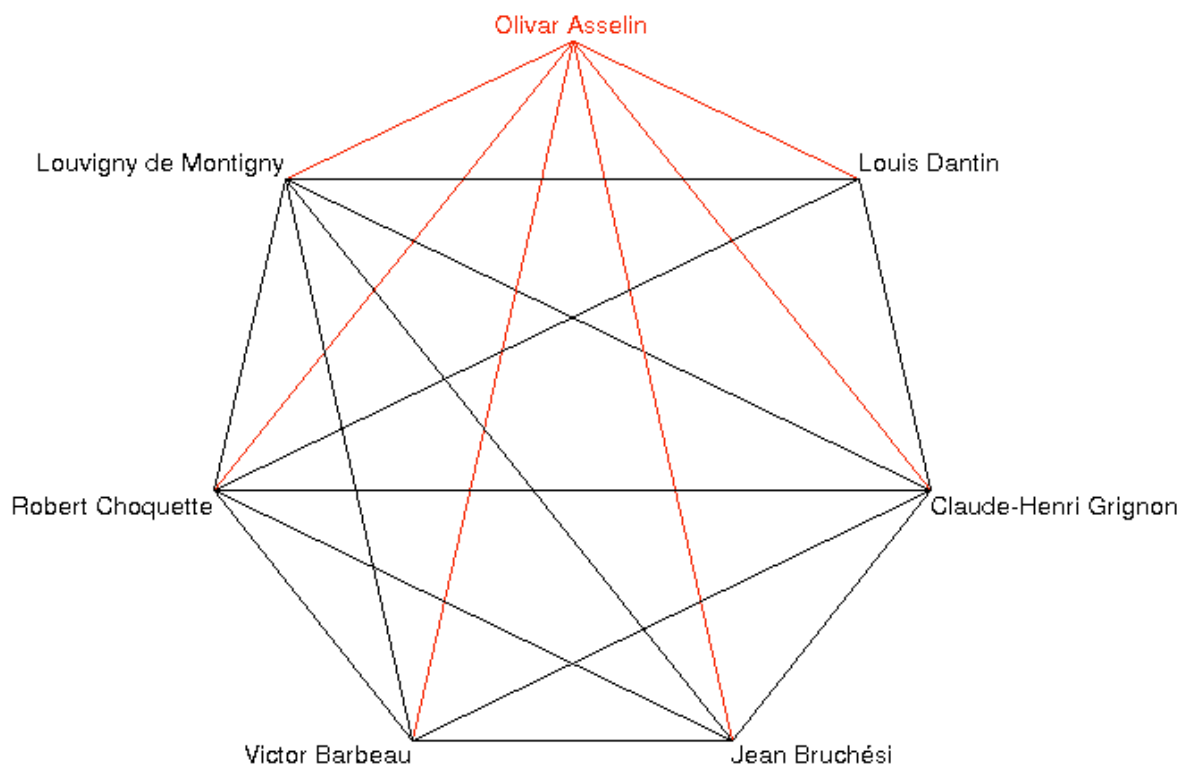 Olivar Asselin
Louvigny de Montigny
Louis Dantin
Robert Choquette
Claude-Henri Grignon
Victor Barbeau
Jean Bruchési